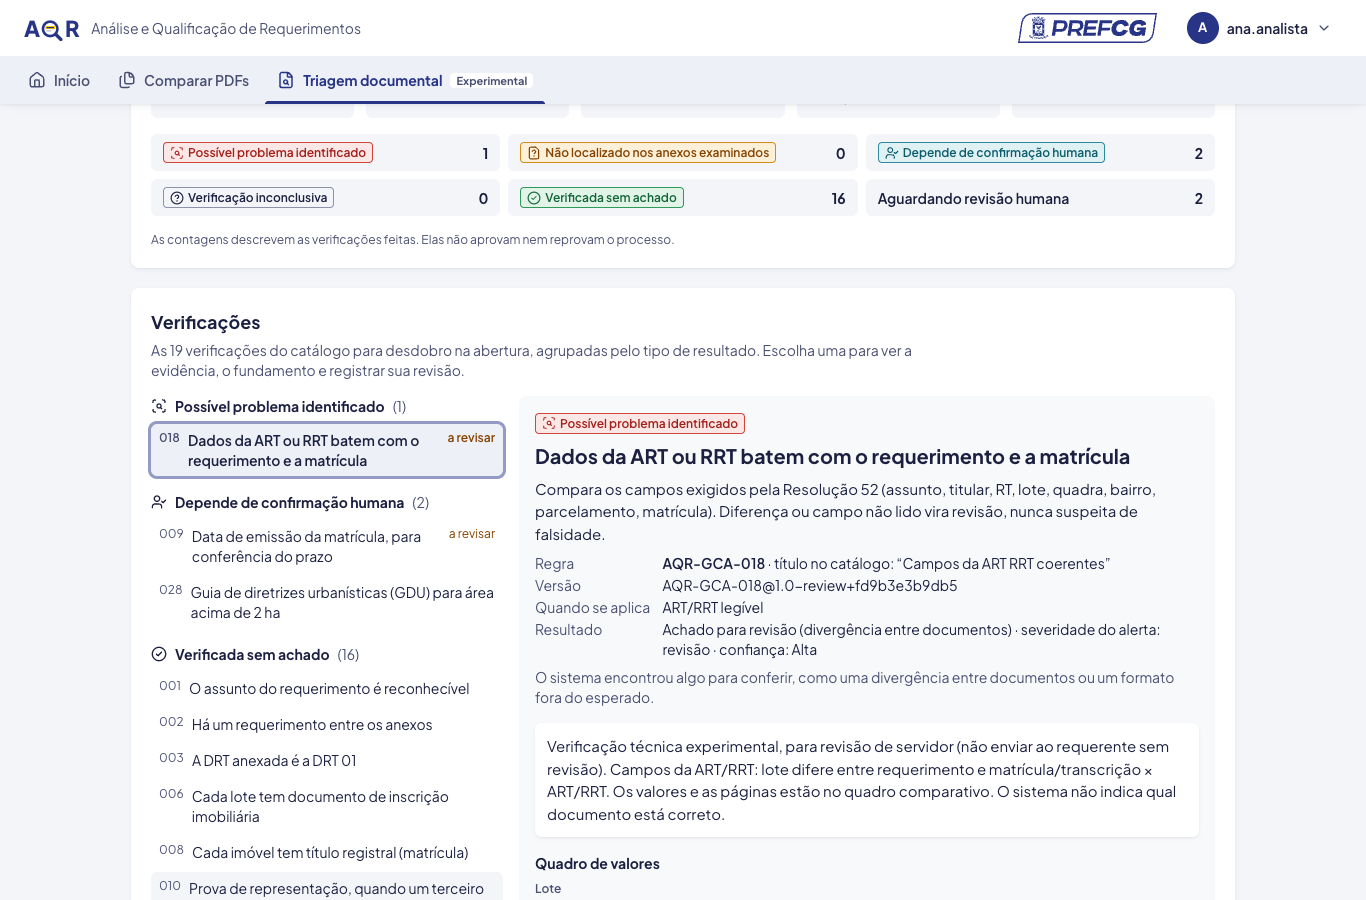 AQR Análise e Qualificação de Requerimentos
PREFCG
A ana.analista
Início
Comparar PDFs
Triagem documental Experimental
Possível problema identificado 1
Não localizado nos anexos examinados 0
Depende de confirmação humana 2
Verificação inconclusiva 0
Verificada sem achado 16
Aguardando revisão humana 2
As contagens descrevem as verificações feitas. Elas não aprovam nem reprovam o processo.
Verificações
As 19 verificações do catálogo para desdobro na abertura, agrupadas pelo tipo de resultado. Escolha uma para ver a
evidência, o fundamento e registrar sua revisão.
Possível problema identificado (1)
018 Dados da ART ou RRT batem com o a revisar
requerimento e a matrícula
Depende de confirmação humana (2)
009 Data de emissão da matrícula, para a revisar
conferência do prazo
028 Guia de diretrizes urbanísticas (GDU) para área
acima de 2 ha
Verificada sem achado (16)
001 O assunto do requerimento é reconhecível
002 Há um requerimento entre os anexos
003 A DRT anexada é a DRT 01
006 Cada lote tem documento de inscrição
imobiliária
008 Cada imóvel tem título registral (matrícula)
010 Prova de representação, quando um terceiro
Possível problema identificado
Dados da ART ou RRT batem com o requerimento e a matrícula
Compara os campos exigidos pela Resolução 52 (assunto, titular, RT, lote, quadra, bairro,
parcelamento, matrícula). Diferença ou campo não lido vira revisão, nunca suspeita de
falsidade.
Regra AQR-GCA-018 · título no catálogo: “Campos da ART RRT coerentes”
Versão AQR-GCA-018@1.0-review+fd9b3e3b9db5
Quando se aplica ART/RRT legível
Resultado Achado para revisão (divergência entre documentos) · severidade do alerta:
revisão · confiança: Alta
O sistema encontrou algo para conferir, como uma divergência entre documentos ou um formato
fora do esperado.
Verificação técnica experimental, para revisão de servidor (não enviar ao requerente sem
revisão). Campos da ART/RRT: lote difere entre requerimento e matrícula/transcrição ×
ART/RRT. Os valores e as páginas estão no quadro comparativo. O sistema não indica qual
documento está correto.
Quadro de valores
Lote